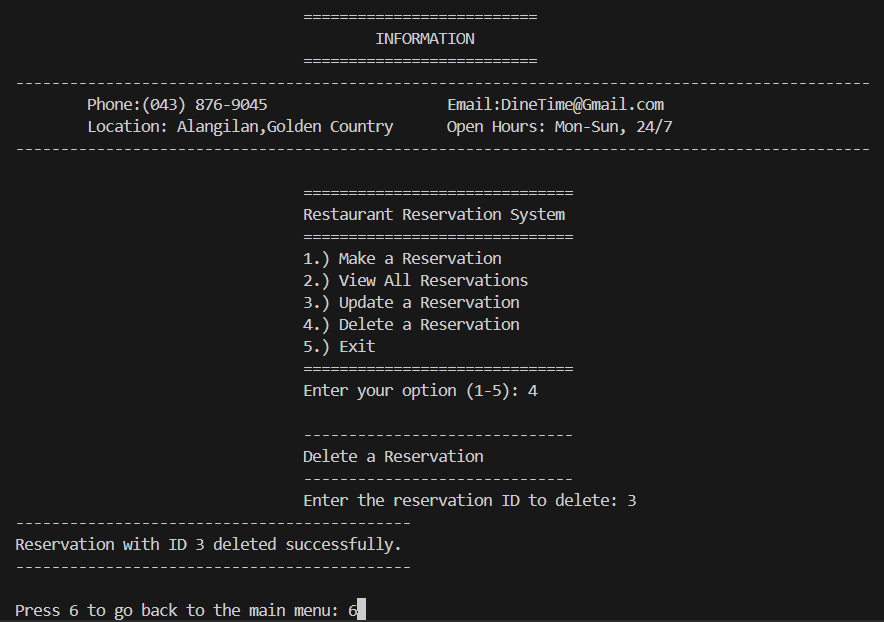 ==========================
INFORMATION
==========================
-----------------------------------------------------------------------------------------------
Phone:(043) 876-9045 Email:DineTime@Gmail.com
Location: Alangilan,Golden Country Open Hours: Mon-Sun, 24/7
-----------------------------------------------------------------------------------------------
==============================
Restaurant Reservation System
==============================
1.) Make a Reservation
2.) View All Reservations
3.) Update a Reservation
4.) Delete a Reservation
5.) Exit
==============================
Enter your option (1-5): 4
------------------------------
Delete a Reservation
------------------------------
Enter the reservation ID to delete: 3
--------------------------------------------
Reservation with ID 3 deleted successfully.
--------------------------------------------
Press 6 to go back to the main menu: 6